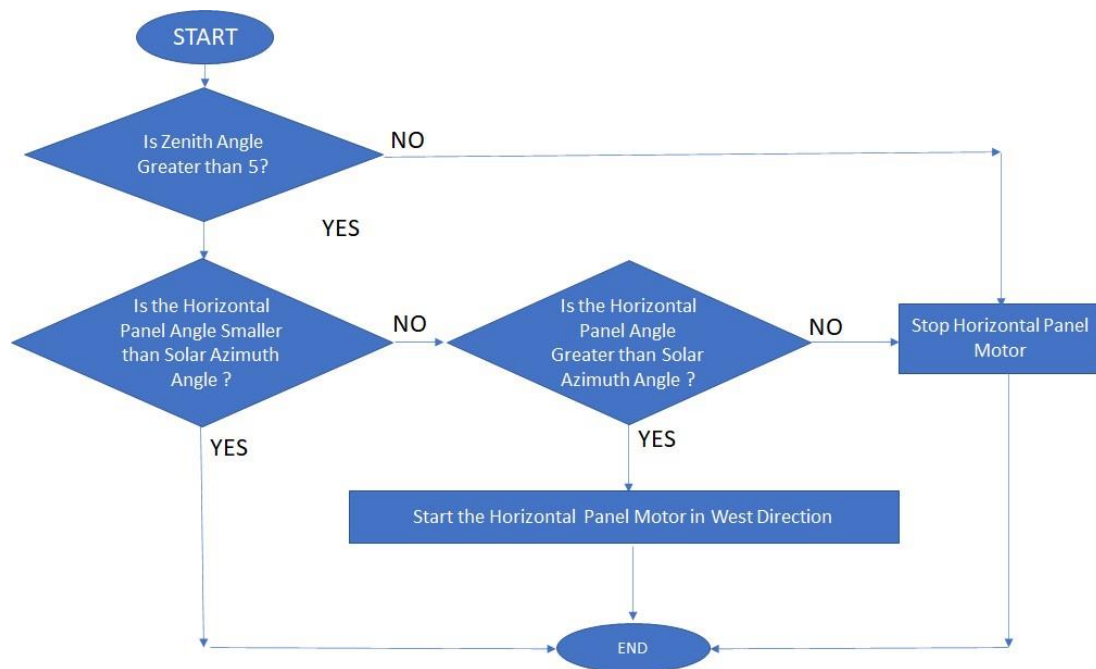 START
Is Zenith Angle
Greater than 5?
NO
YES
Is the Horizontal
Panel Angle Smaller
than Solar Azimuth
Angle ?
NO
Is the Horizontal
Panel Angle
Greater than Solar
Azimuth Angle ?
NO
Stop Horizontal Panel
Motor
YES
YES
Start the Horizontal Panel Motor in West Direction
END